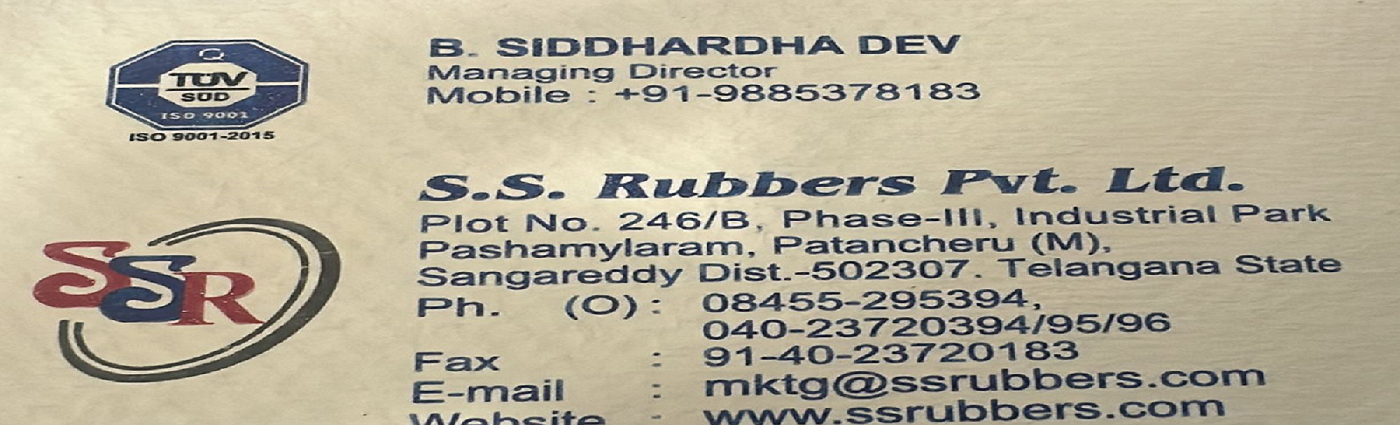 TÜV
SÜD
ISO 9001
ISO 9001-2015
B. SIDDHARDHA DEV
Managing Director
Mobile : +91-9885378183
SSR
S.S. Rubbers Pvt. Ltd.
Plot No. 246/B, Phase-III, Industrial Park
Pashamylaram, Patancheru (M),
Sangareddy Dist.-502307. Telangana State
Ph. (O) : 08455-295394,
040-23720394/95/96
Fax : 91-40-23720183
E-mail : mktg@ssrubbers.com
Website : www.ssrubbers.com